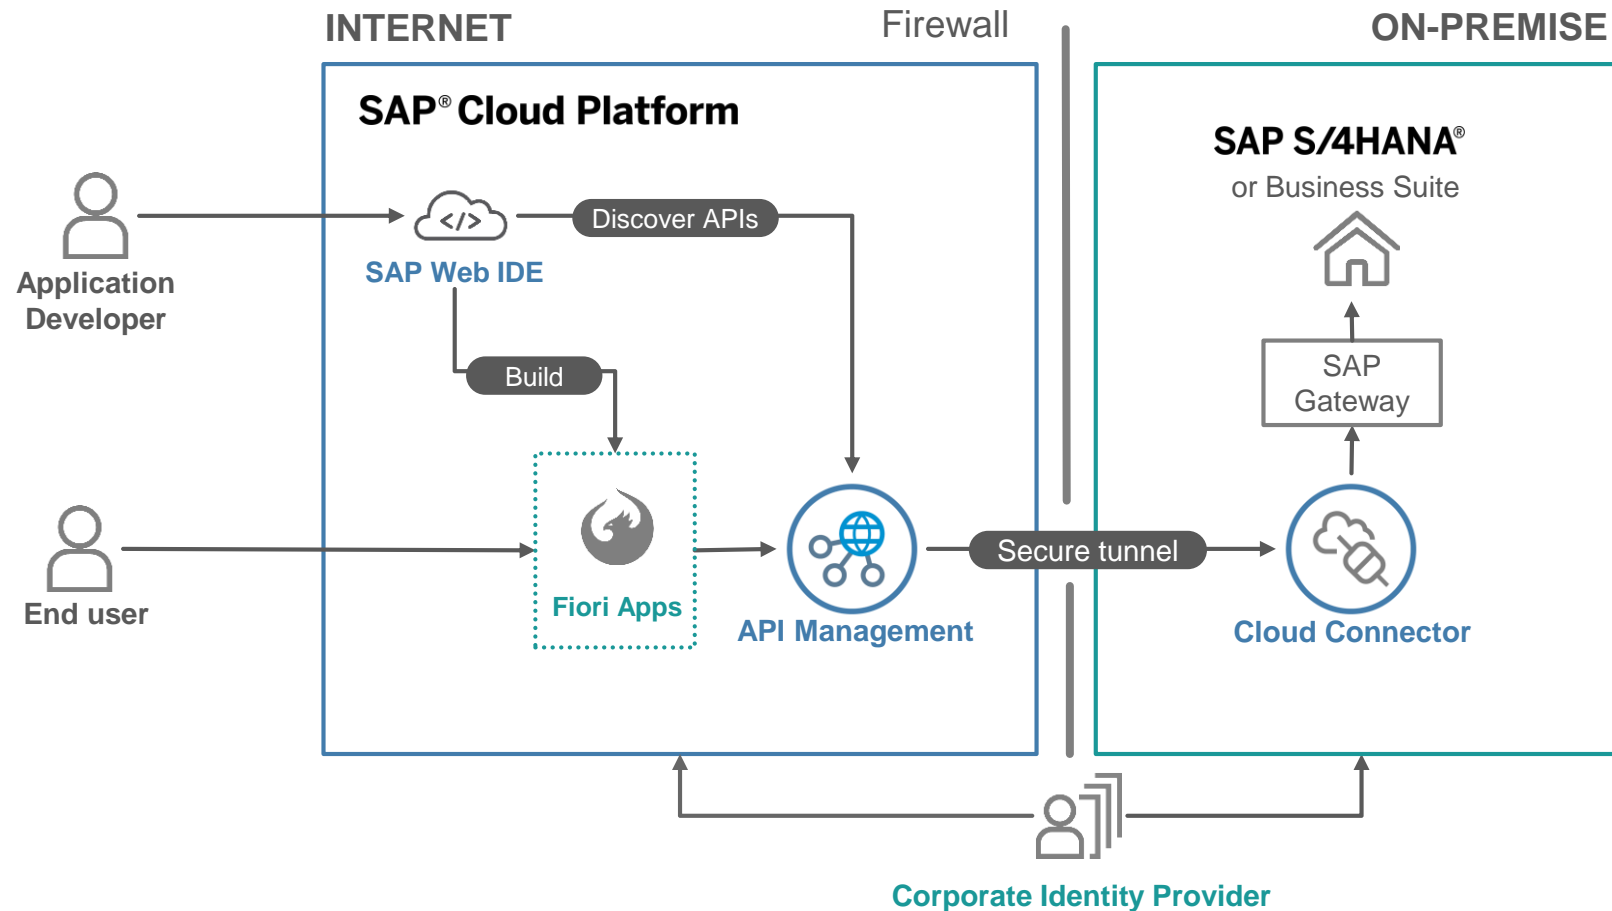 INTERNET
Firewall
ON-PREMISE
SAP® Cloud Platform
SAP S/4HANA®
or Business Suite
</>
Discover APIs
SAP Web IDE
Application
Developer
Build
SAP
Gateway
Secure tunnel
Fiori Apps
End user
API Management
Cloud Connector
Corporate Identity Provider